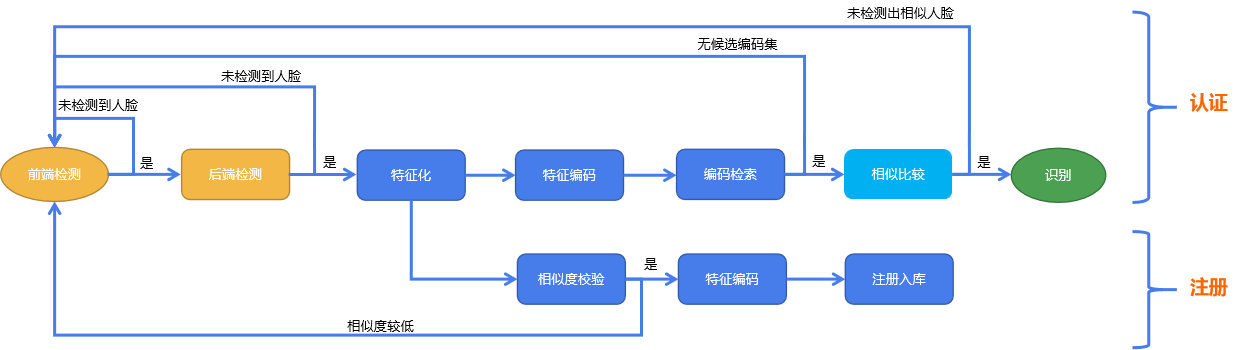 未检测出相似人脸
无候选编码集
未检测到人脸
未检测到人脸
认证
前端检测
是
后端检测
是
特征化
特征编码
编码检索
是
相似比较
是
识别
相似度校验
是
特征编码
注册入库
注册
相似度较低